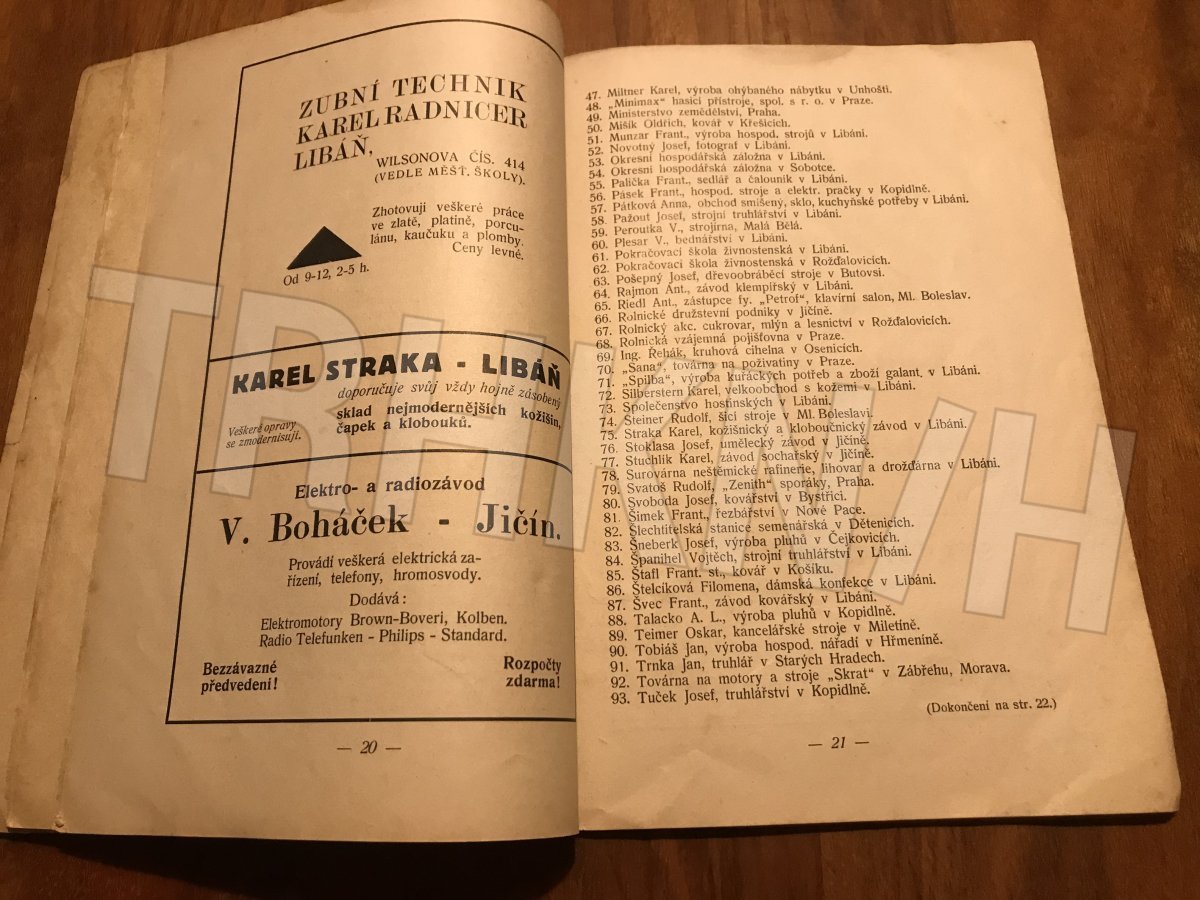 ZUBNÍ TECHNIK
KAREL RADNICER
LIBÁŇ,
WILSONOVA ČÍS. 414
(VEDLE MĚŠŤ. ŠKOLY).
Zhotovuji veškeré práce
ve zlatě, platině, porcu-
lánu, kaučuku a plomby.
Ceny levné.
Od 9-12, 2-5 h.
KAREL STRAKA - LIBÁŇ
doporučuje svůj vždy hojně zásobený
sklad nejmodernějších kožišin,
čapek a klobouků.
Veškeré opravy
se zmodernisují.
Elektro- a radiozávod
V. Boháček - Jičín.
Provádí veškerá elektrická za-
řízení, telefony, hromosvody.
Dodává :
Elektromotory Brown-Boveri, Kolben.
Radio Telefunken - Philips - Standard.
Bezzávazné
předvedení!
Rozpočty
zdarma!
— 20 —
47. Miltner Karel, výroba ohýbaného nábytku v Unhošti.
48. „Minimax“ hasicí přístroje, spol. s r. o. v Praze.
49. Ministerstvo zemědělství, Praha.
50. Mišík Oldřich, kovář v Křešicích.
51. Munzar Frant., výroba hospod. strojů v Libáni.
52. Novotný Josef, fotograf v Libáni.
53. Okresní hospodářská záložna v Libáni.
54. Okresní hospodářská záložna v Sobotce.
55. Palička Frant., sedlář a čalouník v Libáni.
56. Pásek Frant., hospod. stroje a elektr. pračky v Kopidlně.
57. Pátková Anna, obchod smíšený, sklo, kuchyňské potřeby v Libáni.
58. Pažout Josef, strojní truhlářství v Libáni.
59. Peroutka V., strojírna, Malá Bělá.
60. Plesar V., bednářství v Libáni.
61. Pokračovací škola živnostenská v Libáni.
62. Pokračovací škola živnostenská v Rožďalovicích.
63. Pošepný Josef, dřevoobráběcí stroje v Butovsi.
64. Rajmon Ant., závod klempířský v Libáni.
65. Riedl Ant., zástupce fy. „Petrof“, klavírní salon, Ml. Boleslav.
66. Rolnické družstevní podniky v Jičíně.
67. Rolnický akc. cukrovar, mlýn a lesnictví v Rožďalovicích.
68. Rolnická vzájemná pojišťovna v Praze.
69. Ing. Řehák, kruhová cihelna v Osenicích.
70. „Sana“, továrna na poživatiny v Praze.
71. „Spilba“, výroba kuřáckých potřeb a zboží galant. v Libáni.
72. Silberstern Karel, velkoobchod s kožemi v Libáni.
73. Společenstvo hostinských v Libáni.
74. Steiner Rudolf, šicí stroje v Ml. Boleslavi.
75. Straka Karel, kožišnický a kloboučnický závod v Libáni.
76. Stoklasa Josef, umělecký závod v Jičíně.
77. Stuchlík Karel, závod sochařský v Jičíně.
78. Surovárna neštěmické rafinerie, lihovar a drožďárna v Libáni.
79. Svatoš Rudolf, „Zenith“ sporáky, Praha.
80. Svoboda Josef, kovářství v Bystřici.
81. Šimek Frant., řezbářství v Nové Pace.
82. Šlechtitelská stanice semenářská v Dětenicích.
83. Šneberk Josef, výroba pluhů v Čejkovicích.
84. Španihel Vojtěch, strojní truhlářství v Libáni.
85. Štafl Frant. st., kovář v Košíku.
86. Štelcíková Filomena, dámská konfekce v Libáni.
87. Švec Frant., závod kovářský v Libáni.
88. Talacko A. L., výroba pluhů v Kopidlně.
89. Teimer Oskar, kancelářské stroje v Miletíně.
90. Tobiáš Jan, výroba hospod. nářadí v Hřmeníně.
91. Trnka Jan, truhlář v Starých Hradech.
92. Továrna na motory a stroje „Skrat“ v Zábřehu, Morava.
93. Tuček Josef, truhlářství v Kopidlně.
(Dokončení na str. 22.)
— 21 —